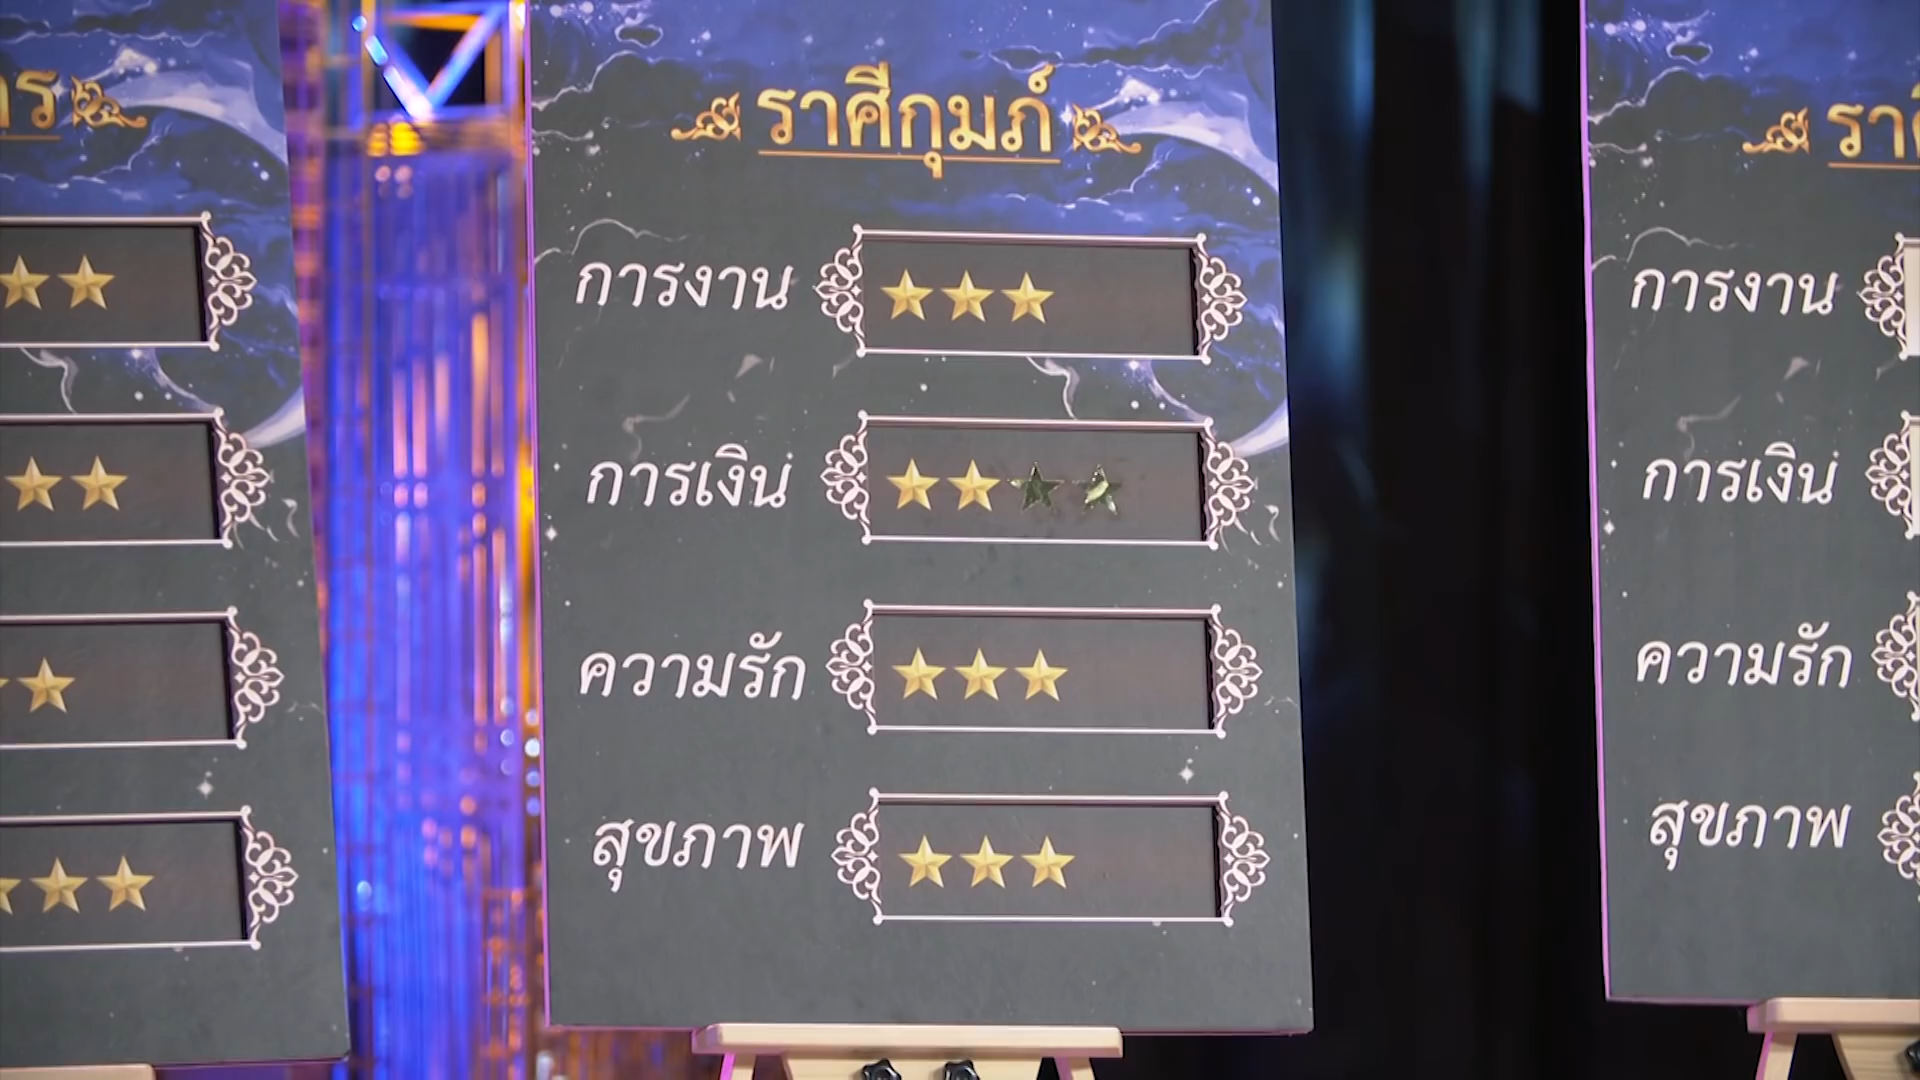 ราศีกุมภ์
การงาน
การเงิน
ความรัก
สุขภาพ
การงาน
การเงิน
ความรัก
สุขภาพ